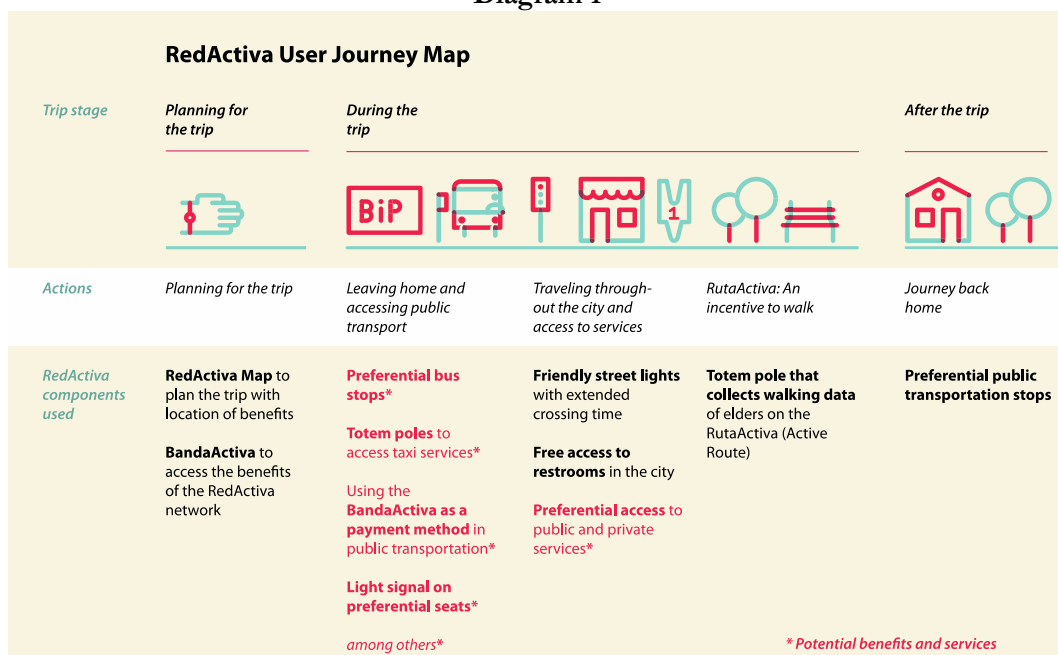 Diagram 1
RedActiva User Journey Map
Trip stage
Planning for
the trip
During the
trip
After the trip
BiP
1
Actions
Planning for the trip
Leaving home and
accessing public
transport
Traveling through-
out the city and
access to services
RutaActiva: An
incentive to walk
Journey back
home
RedActiva
components
used
RedActiva Map to
plan the trip with
location of benefits
BandaActiva to
access the benefits
of the RedActiva
network
Preferential bus
stops*
Totem poles to
access taxi services*
Using the
BandaActiva as a
payment method in
public transportation*
Light signal on
preferential seats*
among others*
Friendly street lights
with extended
crossing time
Free access to
restrooms in the city
Preferential access to
public and private
services*
Totem pole that
collects walking data
of elders on the
RutaActiva (Active
Route)
Preferential public
transportation stops
* Potential benefits and services